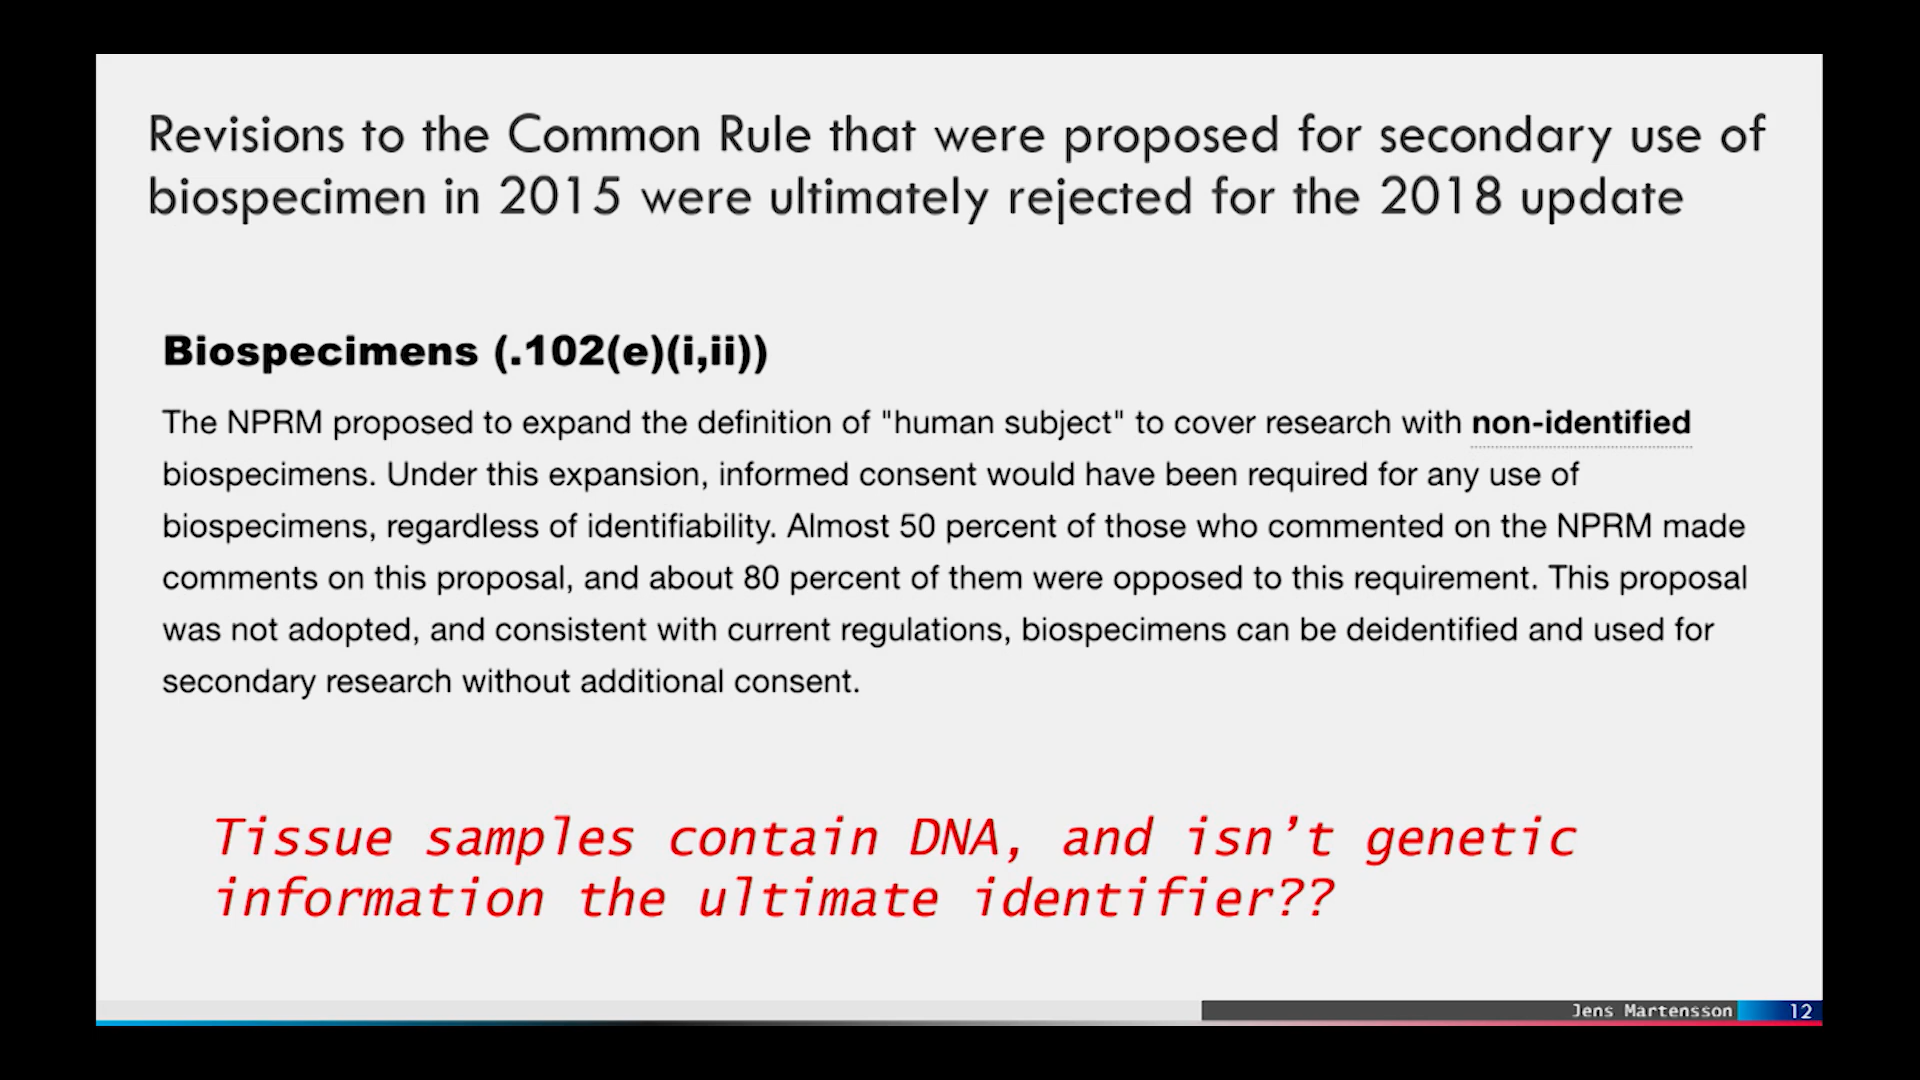 Revisions to the Common Rule that were proposed for secondary use of
biospecimen in 2015 were ultimately rejected for the 2018 update
Biospecimens (.102(e)(i,ii))
The NPRM proposed to expand the definition of "human subject" to cover research with non-identified
biospecimens. Under this expansion, informed consent would have been required for any use of
biospecimens, regardless of identifiability. Almost 50 percent of those who commented on the NPRM made
comments on this proposal, and about 80 percent of them were opposed to this requirement. This proposal
was not adopted, and consistent with current regulations, biospecimens can be deidentified and used for
secondary research without additional consent.
Tissue samples contain DNA, and isn’t genetic
information the ultimate identifier??
Jens Martensson 12